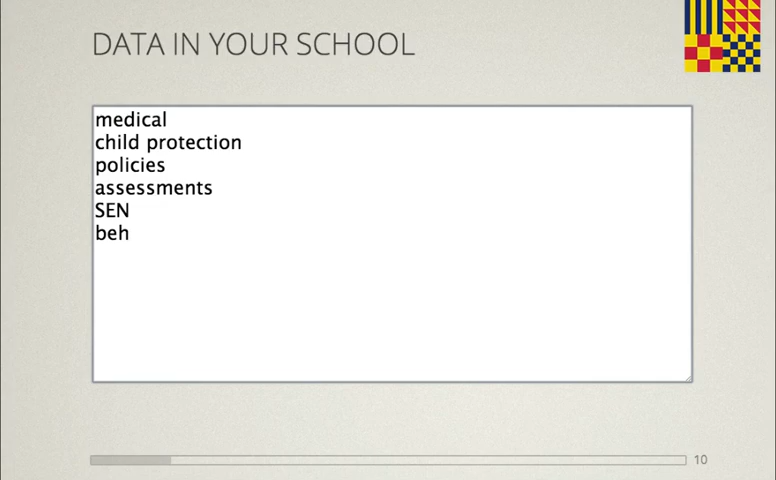 DATA IN YOUR SCHOOL
medical
child protection
policies
assessments
SEN
beh
10